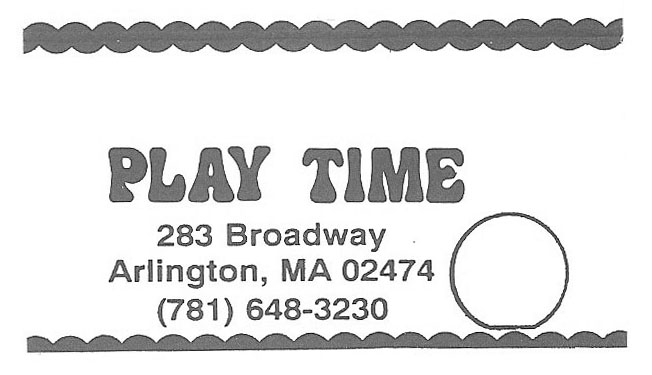 PLAY TIME
283 Broadway
Arlington, MA 02474
(781) 648-3230